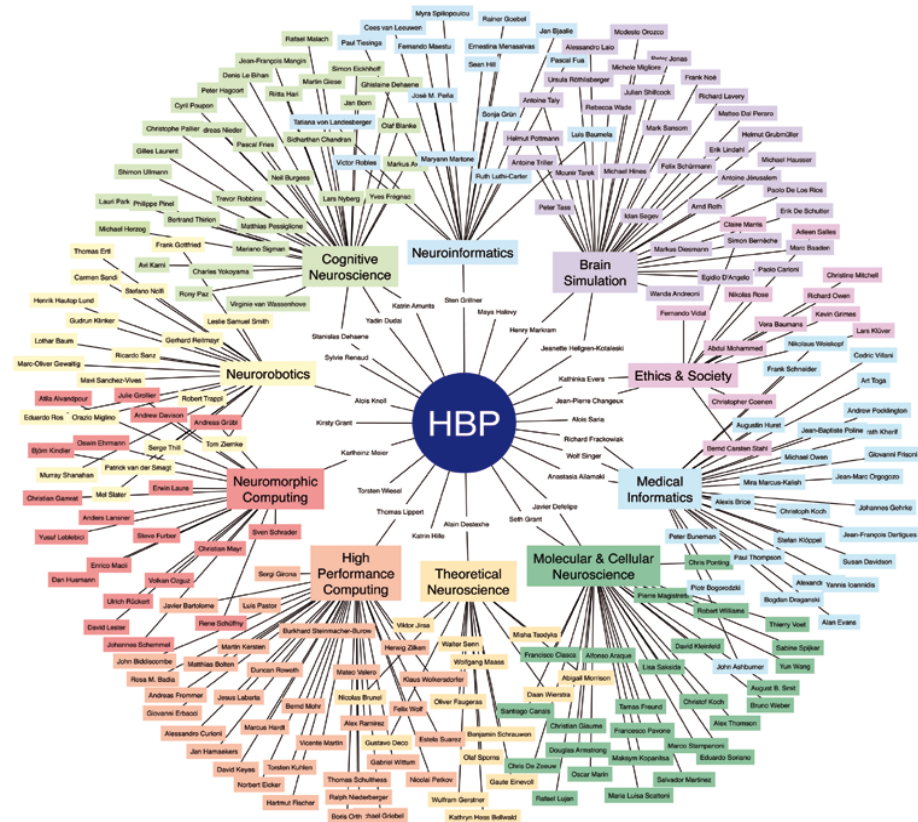 Myra Spiliopoulou
Cees van Leeuwen
Rainer Goebel
Paul Tiesinga
Fernando Maestu
Ernestina Menasalvas
Jan Bjaalie
Modesto Orozco
Rafael Malach
Sean Hill
Pascal Fua
Alessandro Laio
Jean-François Mangin
Simon Eickhoff
Michele Migliore
Peter Jonas
Denis Le Bihan
Martin Giese
Ghislaine Dehaene
Ursula Röthlisberger
Julian Shillcock
Frank Noé
Peter Hagoort
Riitta Hari
José M. Peña
Antoine Taly
Rebecca Wade
Richard Lavery
Cyril Poupon
Jan Born
Sonja Grün
Matteo Dal Peraro
Tatiana von Landesberger
Olaf Blanke
Luis Baumela
Mark Sansom
Helmut Grubmüller
Christophe Pallier
dreas Nieder
Sidharthan Chandran
Helmut Pottmann
Erik Lindahl
Gilles Laurent
Pascal Fries
Victor Robles
Markus
Maryann Martone
Antoine Triller
Mounir Tarek
Michael Hines
Felix Schürmann
Michael Hausser
Shimon Ullmann
Neil Burgess
Ruth Luthi-Carter
Antoine Jérusalem
Lauri Park
Philippe Pinel
Trevor Robbins
Lars Nyberg
Yves Frégnac
Peter Tass
Idan Segev
Arnd Roth
Paolo De Los Rios
Michael Herzog
Bertrand Thirion
Matthias Possiglione
Claire Marris
Erik De Schutter
Thomas Ertl
Frank Gottfried
Mariano Sigman
Cognitive
Neuroscience
Neuroinformatics
Brain
Simulation
Markus Diesmann
Simon Bernèche
Arleen Salles
Marc Baaden
Carmen Sandi
Avi Karni
Charles Yokoyama
Egidio D'Angelo
Paolo Carloni
Christine Mitchell
Stefano Nolfi
Rony Paz
Wanda Andreoni
Nikolas Rose
Richard Owen
Henrik Hautop Lund
Virginie van Wassenhove
Katrin Amunts
Sten Grillner
Maya Halevy
Fernando Vidal
Kevin Grimes
Gudrun Klinker
Leslie Samuel Smith
Yadin Dudai
Henry Markram
Vera Baumans
Lars Klüver
Lothar Baum
Gerhard Reitmayr
Stanislas Dehaene
Jeanette Hellgren-Kotaleski
Abdul Mohammed
Nikolaus Weiskopf
Marc-Oliver Gewaltig
Ricardo Sanz
Sylvie Renaud
Cedric Villani
Mavi Sanchez-Vives
Neurorobotics
Kathinka Evers
Ethics & Society
Frank Schneider
Art Toga
Atilla Alvandpour
Julie Grollier
Robert Trappl
Alois Knoll
Jean-Pierre Changeux
Christopher Coenen
Andrew Pocklington
Eduardo Ros
Orazio Miglino
Andrew Davison
Andreas Grübl
Kirsty Grant
HBP
Alois Saria
Augustin Hurst
Jean-Baptiste Poline
rath Kherif
Oswin Ehrmann
Tom Ziemke
Karlheinz Meier
Richard Frackowiak
Bernd Carsten Stahl
Michael Owen
Giovanni Frisoni
Björn Kindler
Serge Thill
Wolf Singer
Mira Marcus-Kalish
Jean-Marc Orgogozo
Murray Shanahan
Patrick van der Smagt
Neuromorphic
Computing
Anastasia Ailamaki
Medical
Informatics
Alexis Brice
Christian Gamrat
Mel Slater
Erwin Laure
Torsten Wiesel
Javier Defelipe
Christoph Koch
Johannes Gehrke
Anders Lansner
Thomas Lippert
Seth Grant
Stefan Köppel
Jean-François Dartigues
Yusuf Leblebici
Steve Furber
Sven Schrader
Alain Destexhe
Katrin Hille
Peter Buneman
Paul Thompson
Susan Davidson
Enrico Macii
Christian Mayr
High
Performance
Computing
Theoretical
Neuroscience
Molecular & Cellular
Neuroscience
Chris Ponting
Dan Husmann
Volkan Ozguz
Sergi Girona
Piotr Bogorodzki
Alexand
Yannis Ioannidis
Ulrich Rückert
Javier Bartolome
Luis Pastor
Pierre Magistretti
Bogdan Draganski
David Lester
Rene Schüffny
Viktor Jirsa
Misha Tsodyks
Robert Williams
Alan Evans
Johannes Schemmel
Burkhard Steinmacher-Burow
Walter Senn
Thierry Voet
John Biddiscombe
Martin Kersten
Herwig Zilken
Wolfgang Maass
Francisco Clasca
Alfonso Araque
David Kleinfeld
Sabine Spijker
Rosa M. Badia
Matthias Bolten
Duncan Roweth
Mateo Valero
Klaus Wolkersdorfer
Abigail Morrison
Lisa Saksida
John Ashburner
Yun Wang
Andreas Frommer
Jesus Labarta
Nicolas Brunel
Daan Wierstra
August B. Smit
Giovanni Erbacci
Bernd Mohr
Felix Wolf
Oliver Faugeras
Santiago Canals
Tamas Freund
Christof Koch
Bruno Weber
Alessandro Curioni
Marcus Hardt
Alex Ramirez
Benjamin Schrauwen
Christian Giaume
Francesco Pavone
Alex Thomson
Jan Hamaekers
Vicente Martin
Gustavo Deco
Estela Suarez
Olaf Sporns
Douglas Armstrong
Marco Stampanoni
Eduardo Soriano
David Keyes
Torsten Kuhlen
Gabriel Wittum
Chris De Zeeuw
Maksym Kopanitsa
Norbert Eicker
Thomas Schulthess
Nicolai Petkov
Gaute Einevoll
Oscar Marin
Salvador Martinez
Hartmut Fischer
Ralph Niederberger
Wulfram Gerstner
Rafael Lujan
Maria Luisa Scattoni
Boris Orth
hael Griebel
Kathryn Hess Bellwald